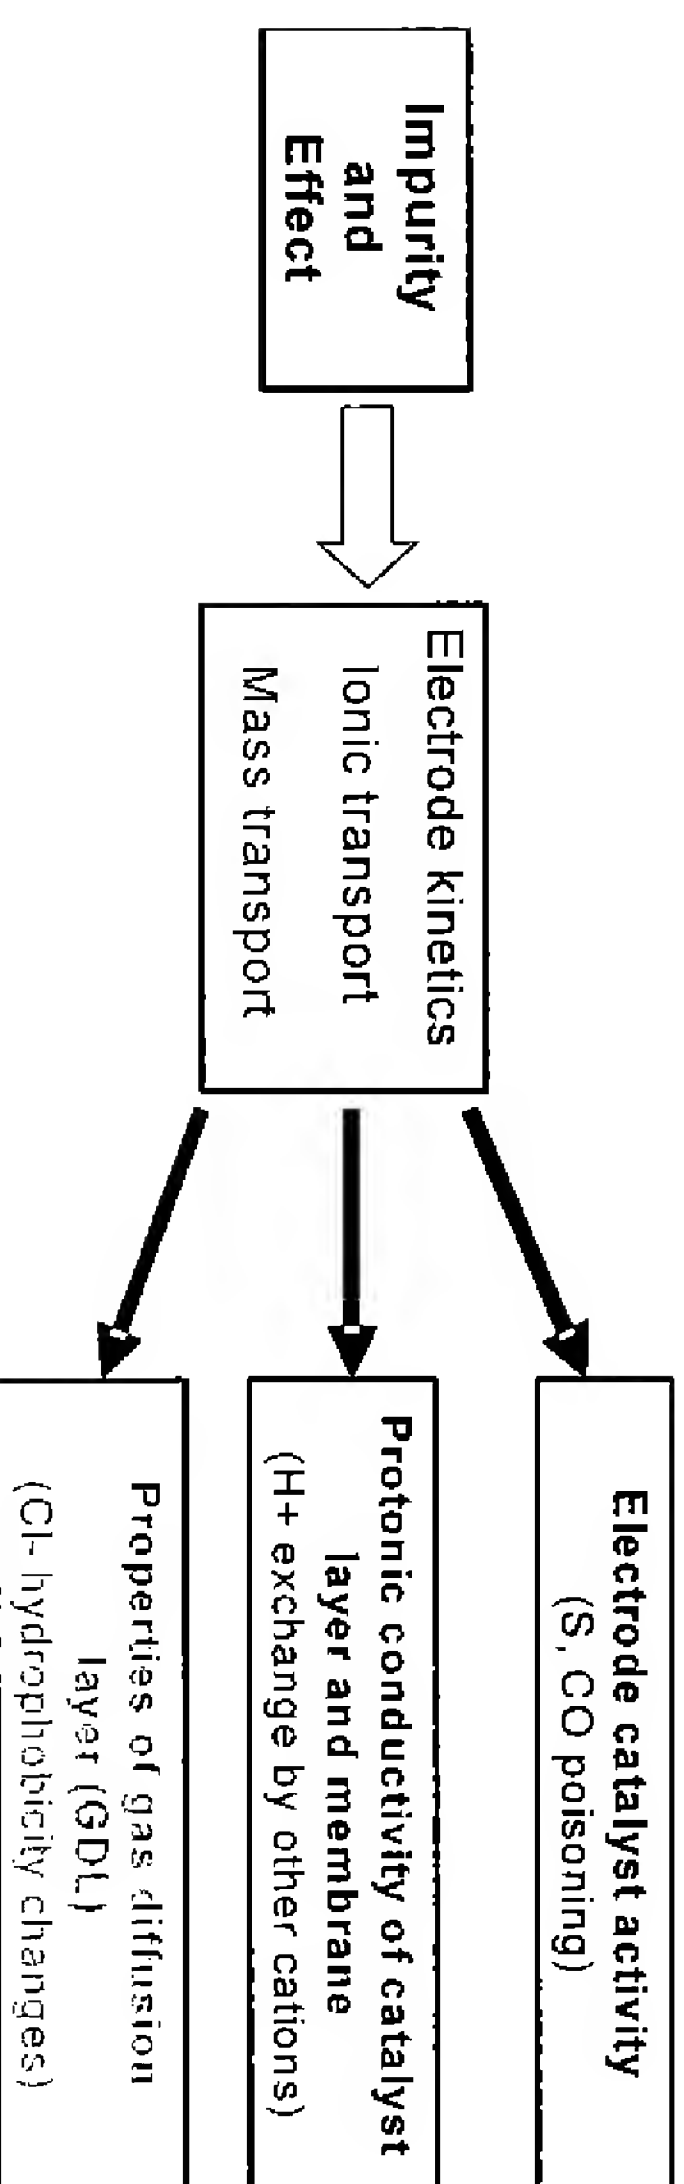 Impurity
and
Effect
Electrode kinetics
Ionic transport
Mass transport
Electrode catalyst activity
(S, CO poisoning)
Protonic conductivity of catalyst
layer and membrane
(H+ exchange by other cations)
Properties of gas diffusion
layer (GDL)
(Cl- hydrophobicity changes)